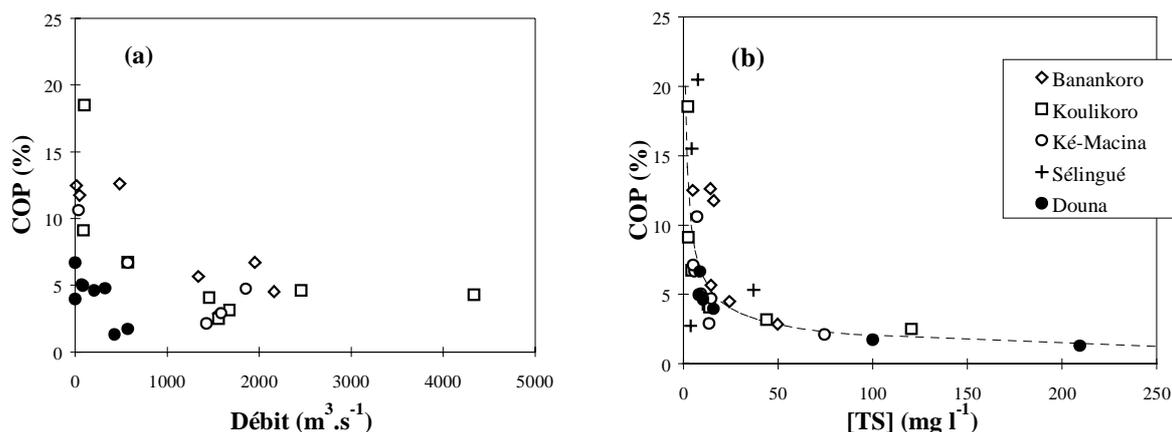 (a)
COP (%)
25
20
15
10
5
0
0 1000 2000 3000 4000 5000
Débit (m³.s⁻¹)
(b)
COP (%)
25
20
15
10
5
0
0 50 100 150 200 250
[TS] (mg l⁻¹)
Banankoro
Koulikoro
Ké-Macina
Sélingué
Douna